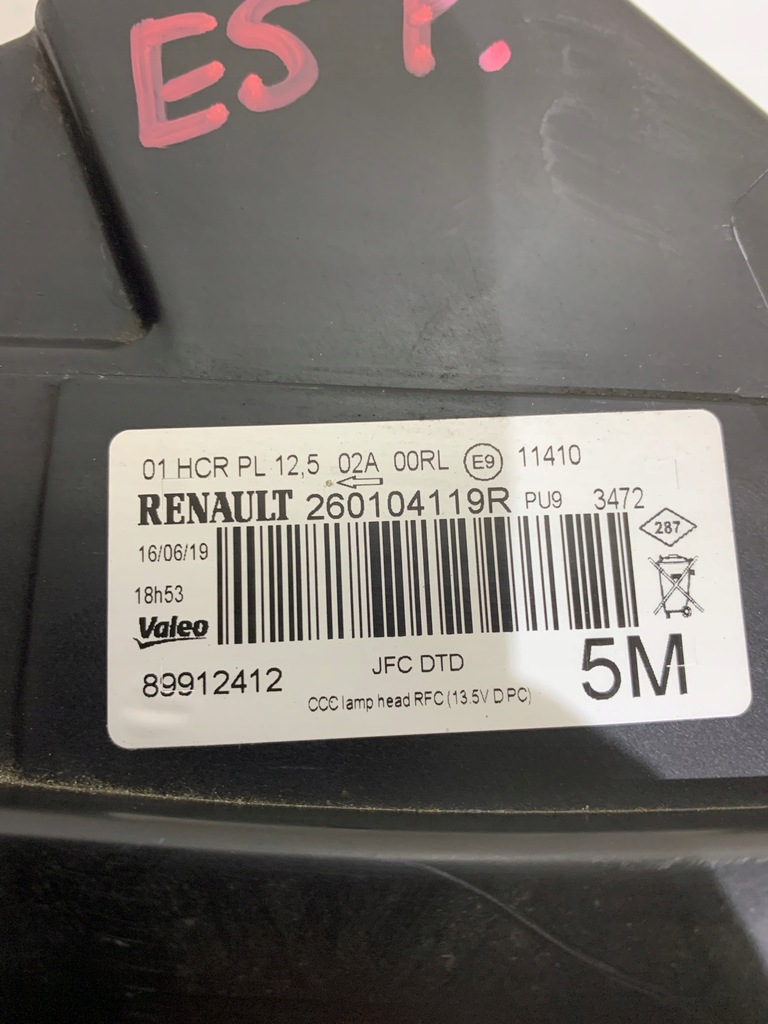 EST.
01 HCR PL 12,5 02A 00RL E9 11410
RENAULT 260104119R PU9 3472
287
16/06/19
18h53
Valeo
89912412
JFC DTD
CCC lamp head RFC (13.5V D PC)
5M